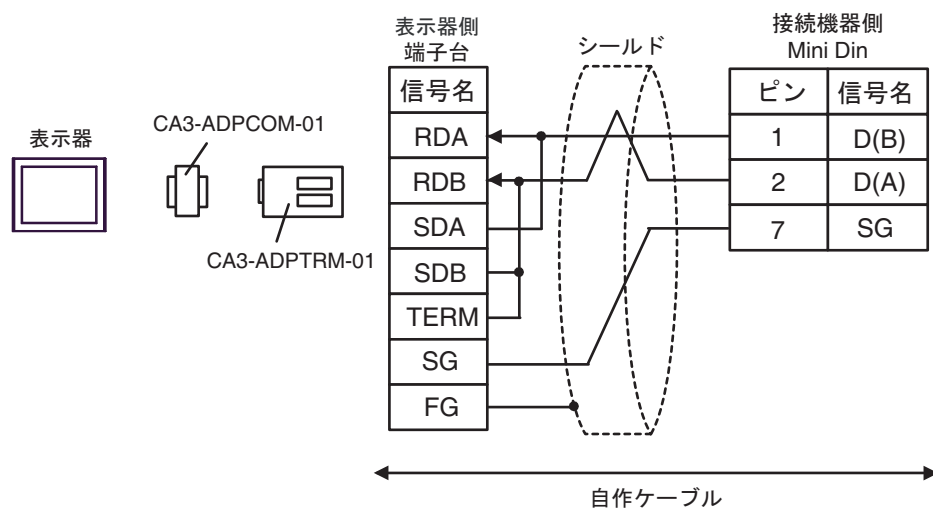 表示器側
端子台
シールド
接続機器側
Mini Din
信号名
ピン
信号名
表示器
CA3-ADPCOM-01
CA3-ADPTRM-01
RDA
1
D(B)
RDB
2
D(A)
SDA
7
SG
SDB
TERM
SG
FG
自作ケーブル